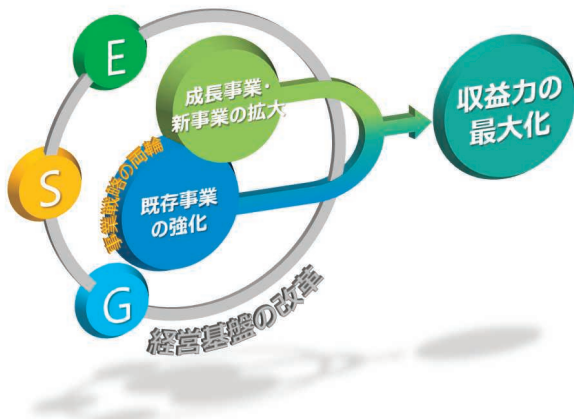 E
S
G
成長事業・
新事業の拡大
事業戦略の両輪
既存事業
の強化
経営基盤の改革
収益力の
最大化